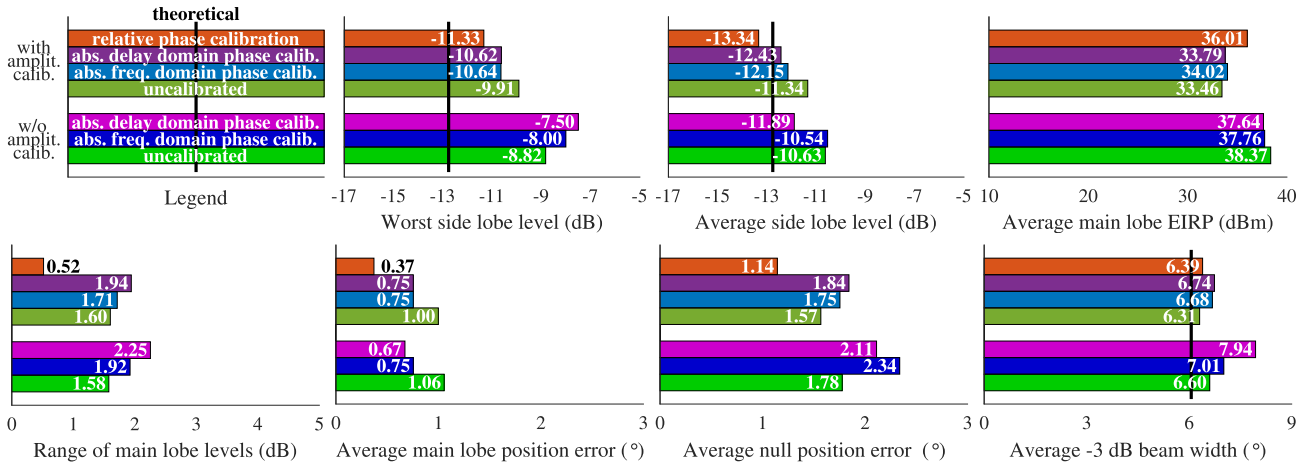 theoretical
with
amplit.
calib.
relative phase calibration
abs. delay domain phase calib.
abs. freq. domain phase calib.
uncalibrated
w/o
amplit.
calib.
abs. delay domain phase calib.
abs. freq. domain phase calib.
uncalibrated
Legend
-11.33
-10.62
-10.64
-9.91
-7.50
-8.00
-8.82
-17 -15 -13 -11 -9 -7 -5
Worst side lobe level (dB)
-13.34
-12.43
-12.15
-11.34
-11.89
-10.54
-10.63
-17 -15 -13 -11 -9 -7 -5
Average side lobe level (dB)
36.01
33.79
34.02
33.46
37.64
37.76
38.37
10 20 30 40
Average main lobe EIRP (dBm)
0.52
1.94
1.71
1.60
2.25
1.92
1.58
0 1 2 3 4 5
Range of main lobe levels (dB)
0.37
0.75
0.75
1.00
0.67
0.75
1.06
0 1 2 3
Average main lobe position error (°)
1.14
1.84
1.75
1.57
2.11
2.34
1.78
0 1 2 3
Average null position error (°)
6.39
6.74
6.68
6.31
7.94
7.01
6.60
0 3 6 9
Average -3 dB beam width (°)